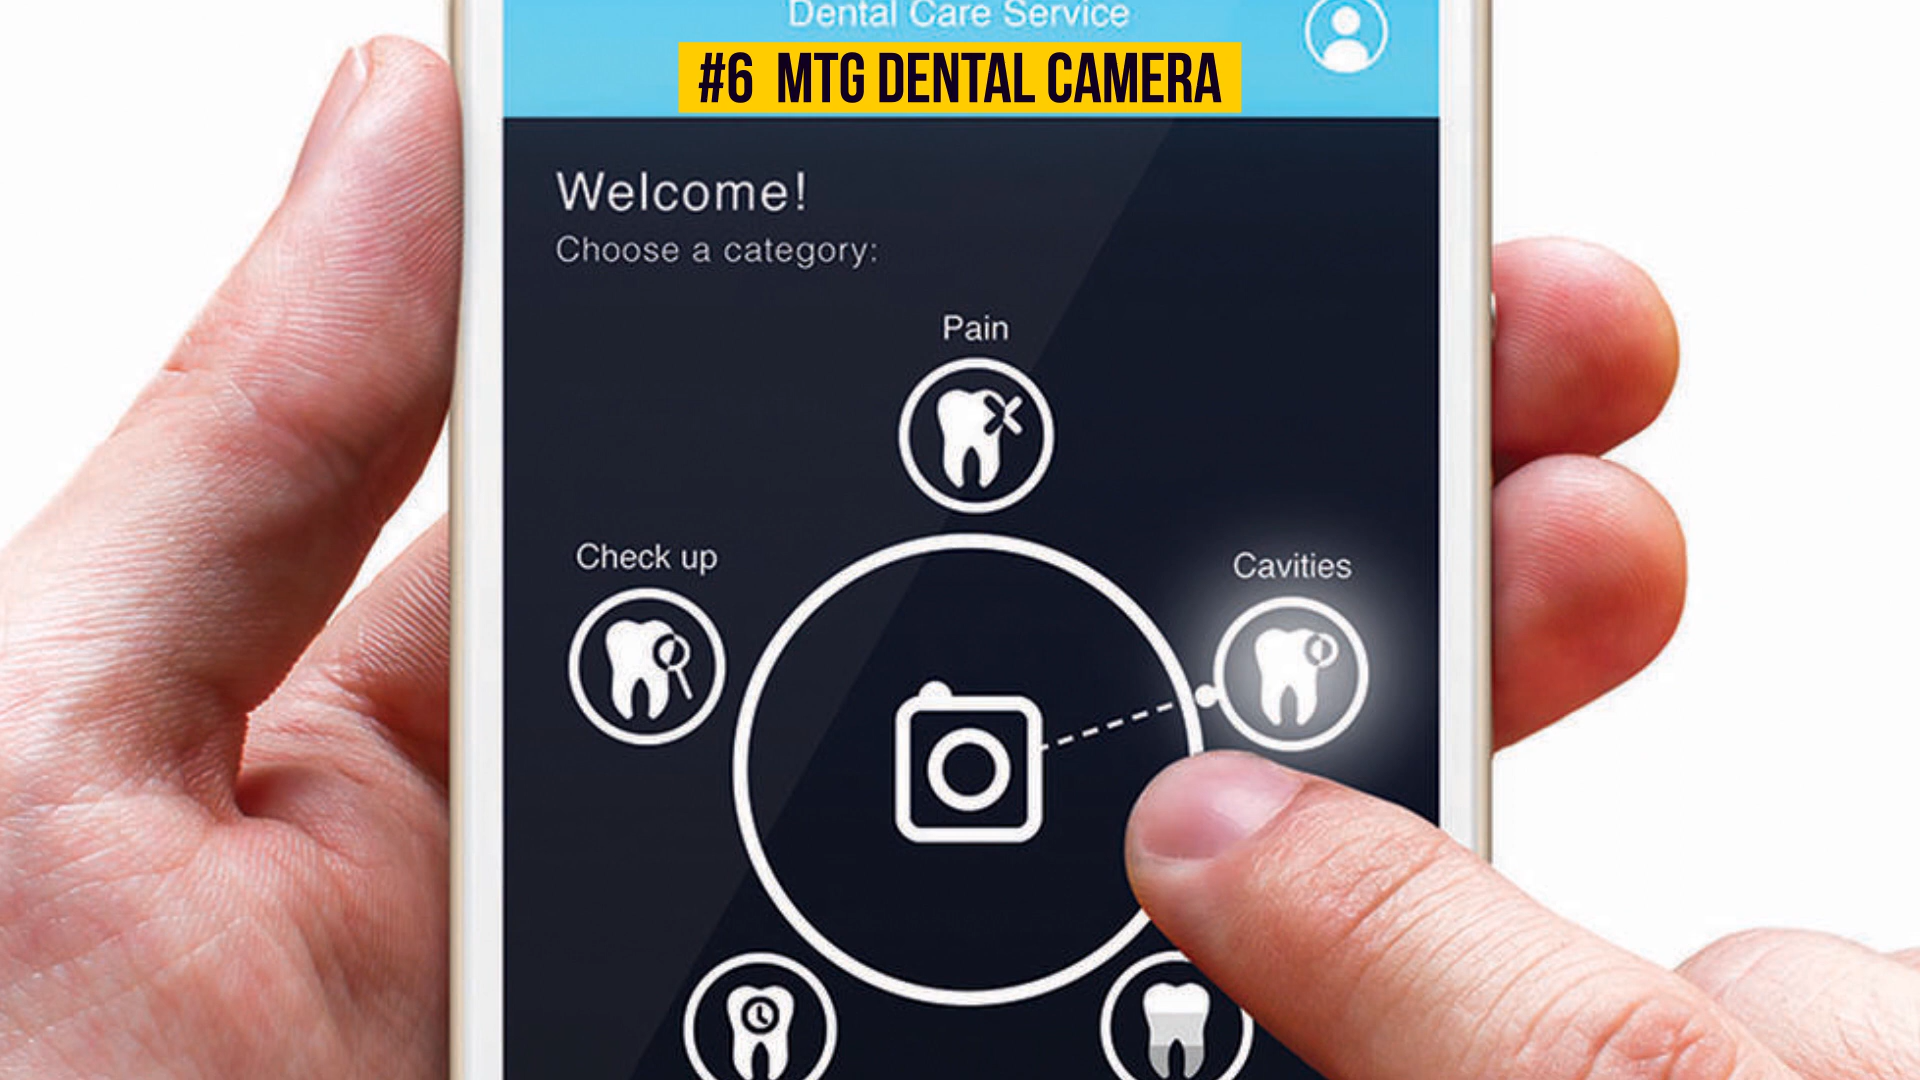 Dental Care Service
#6 MTG DENTAL CAMERA
Welcome!
Choose a category:
Pain
Check up
Cavities